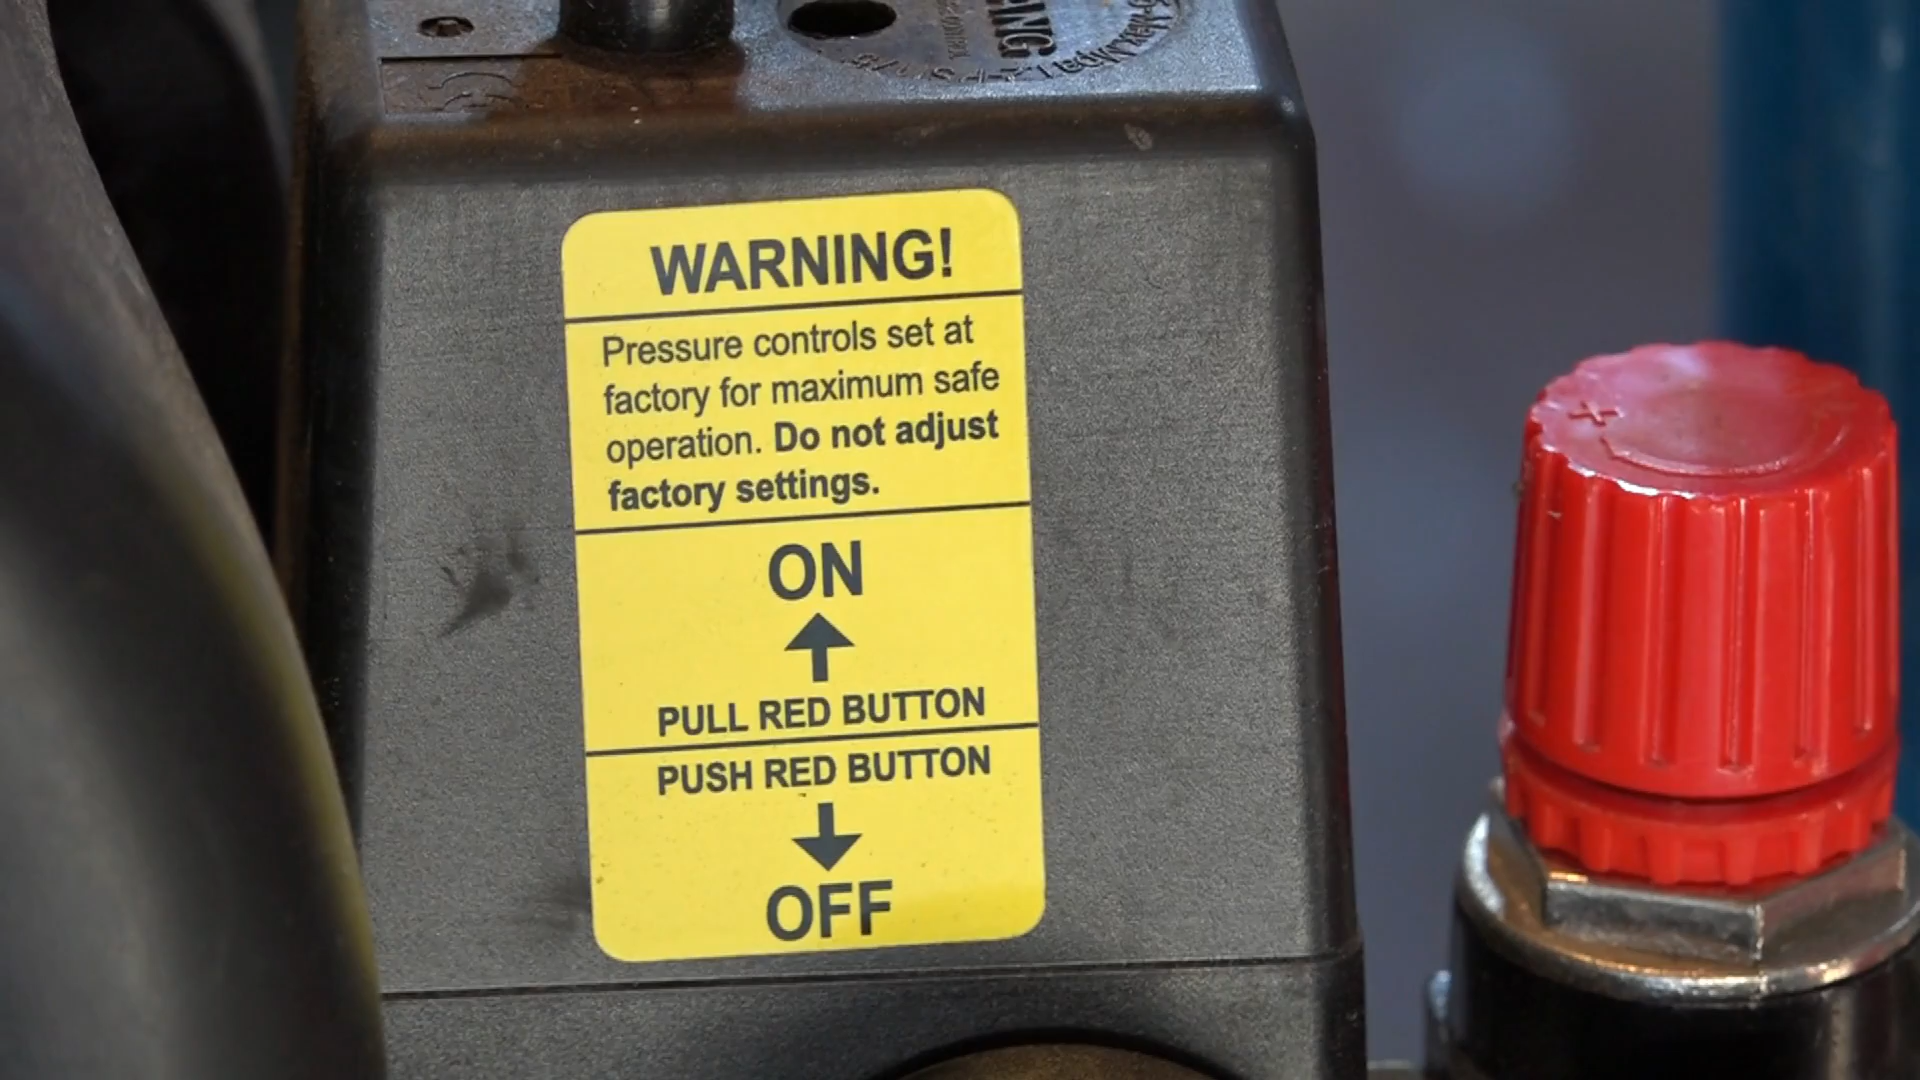 WARNING!
Pressure controls set at
factory for maximum safe
operation. Do not adjust
factory settings.
ON
PULL RED BUTTON
PUSH RED BUTTON
OFF